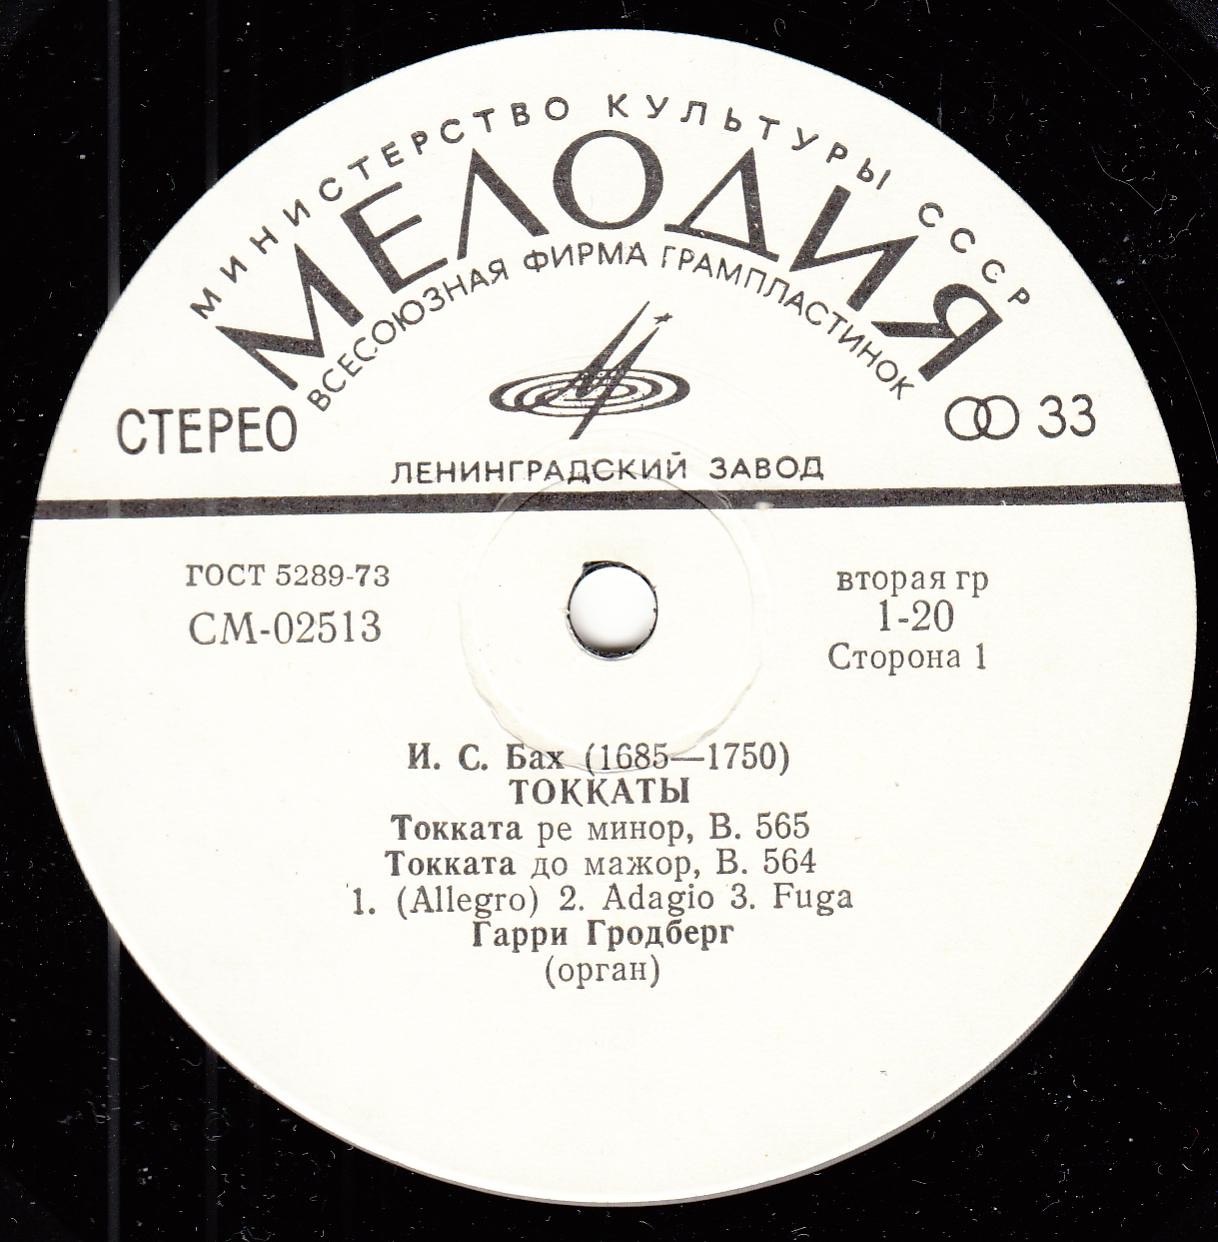 МИНИСТЕРСТВО КУЛЬТУРЫ СССР
МЕЛОДИЯ
ВСЕСОЮЗНАЯ ФИРМА ГРАМПЛАСТИНОК
СТЕРЕО
33
ЛЕНИНГРАДСКИЙ ЗАВОД
ГОСТ 5289-73
СМ-02513
вторая гр
1-20
Сторона 1
И. С. Бах (1685—1750)
ТОККАТЫ
Токката ре минор, В. 565
Токката до мажор, В. 564
1. (Allegro) 2. Adagio 3. Fuga
Гарри Гродберг
(орган)